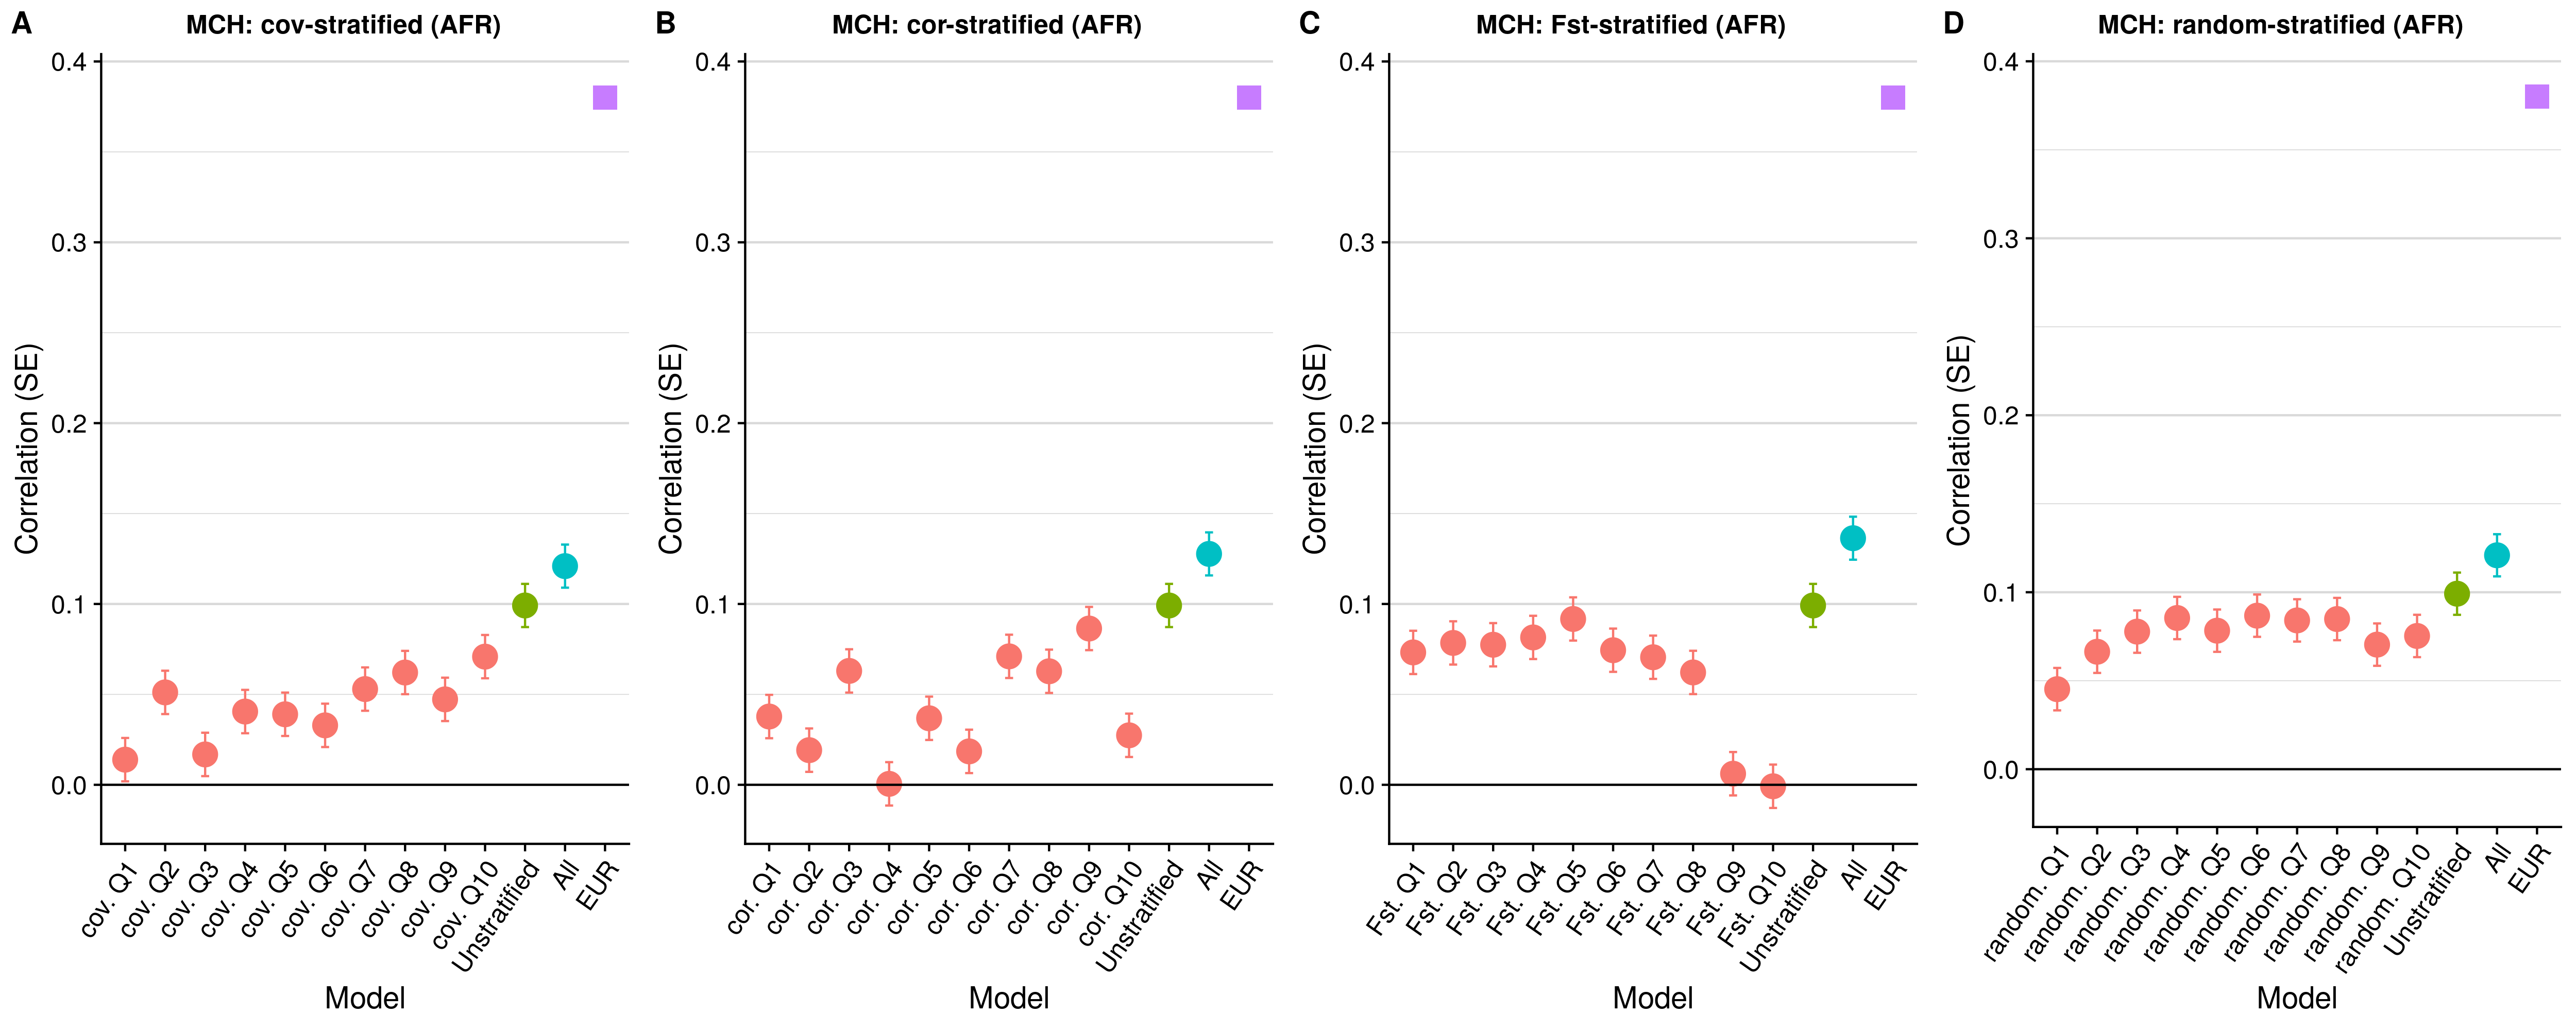 A
MCH: cov-stratified (AFR)
Correlation (SE)
0.4
0.3
0.2
0.1
0.0
cov. Q1
cov. Q2
cov. Q3
cov. Q4
cov. Q5
cov. Q6
cov. Q7
cov. Q8
cov. Q9
cov. Q10
Unstratified
All
EUR
Model
B
MCH: cor-stratified (AFR)
Correlation (SE)
0.4
0.3
0.2
0.1
0.0
cor. Q1
cor. Q2
cor. Q3
cor. Q4
cor. Q5
cor. Q6
cor. Q7
cor. Q8
cor. Q9
cor. Q10
Unstratified
All
EUR
Model
C
MCH: Fst-stratified (AFR)
Correlation (SE)
0.4
0.3
0.2
0.1
0.0
Fst. Q1
Fst. Q2
Fst. Q3
Fst. Q4
Fst. Q5
Fst. Q6
Fst. Q7
Fst. Q8
Fst. Q9
Fst. Q10
Unstratified
All
EUR
Model
D
MCH: random-stratified (AFR)
Correlation (SE)
0.4
0.3
0.2
0.1
0.0
random. Q1
random. Q2
random. Q3
random. Q4
random. Q5
random. Q6
random. Q7
random. Q8
random. Q9
random. Q10
Unstratified
All
EUR
Model